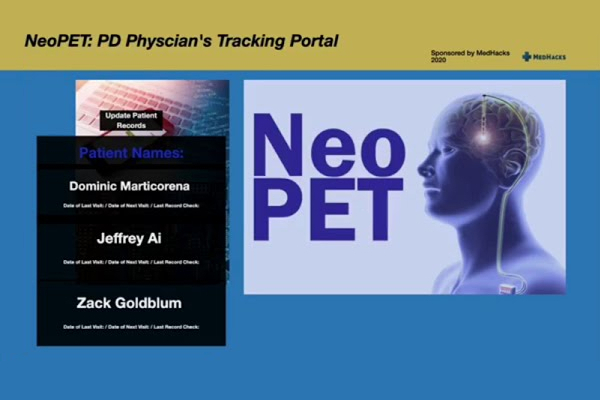 NeoPET: PD Physcian's Tracking Portal
Sponsored by MedHacks
2020
MEDHACKS
Update Patient
Records
Patient Names:
Dominic Marticorena
Date of Last Visit: / Date of Next Visit: / Last Record Check:
Jeffrey Ai
Date of Last Visit: / Date of Next Visit: / Last Record Check:
Zack Goldblum
Date of Last Visit: / Date of Next Visit: / Last Record Check:
Neo
PET